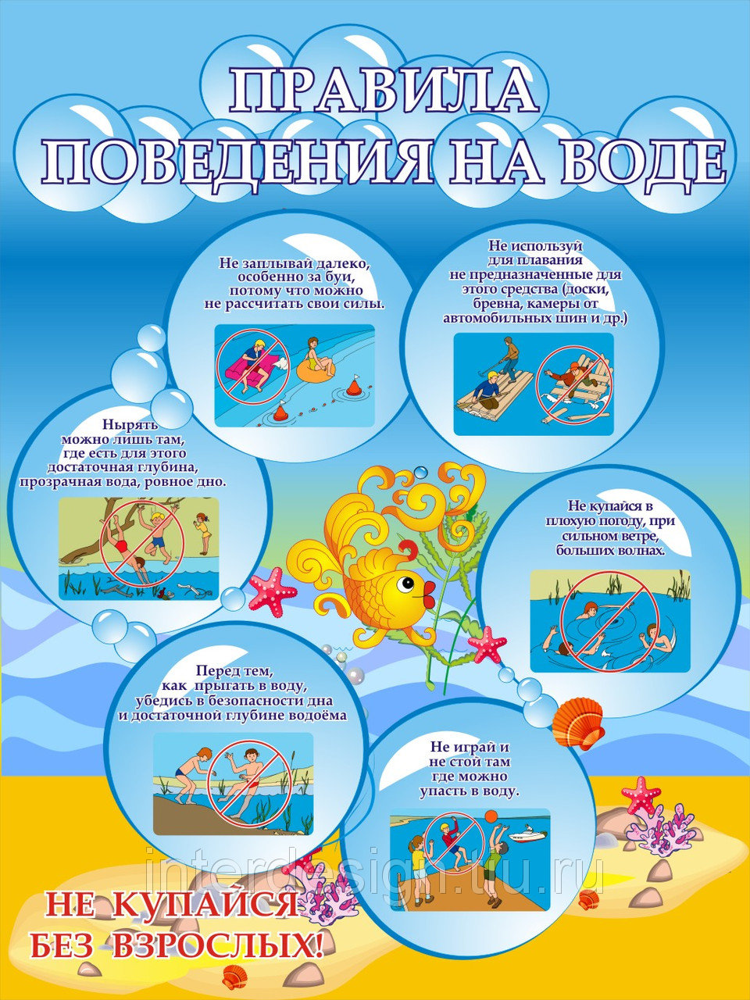 ПРАВИЛА
ПОВЕДЕНИЯ НА ВОДЕ
Не заплывай далеко,
особенно за буи,
потому что можно
не рассчитать свои силы.
Не используй
для плавания
не предназначенные для
этого средства (доски,
бревна, камеры от
автомобильных шин и др.)
Нырять
можно лишь там,
где есть для этого
достаточная глубина,
прозрачная вода, ровное дно.
Не купайся в
плохую погоду, при
сильном ветре,
больших волнах.
Перед тем,
как прыгать в воду,
убедись в безопасности дна
и достаточной глубине водоёма
Не играй и
не стой там
где можно
упасть в воду.
interdesign.tiu.ru
НЕ КУПАЙСЯ
БЕЗ ВЗРОСЛЫХ!